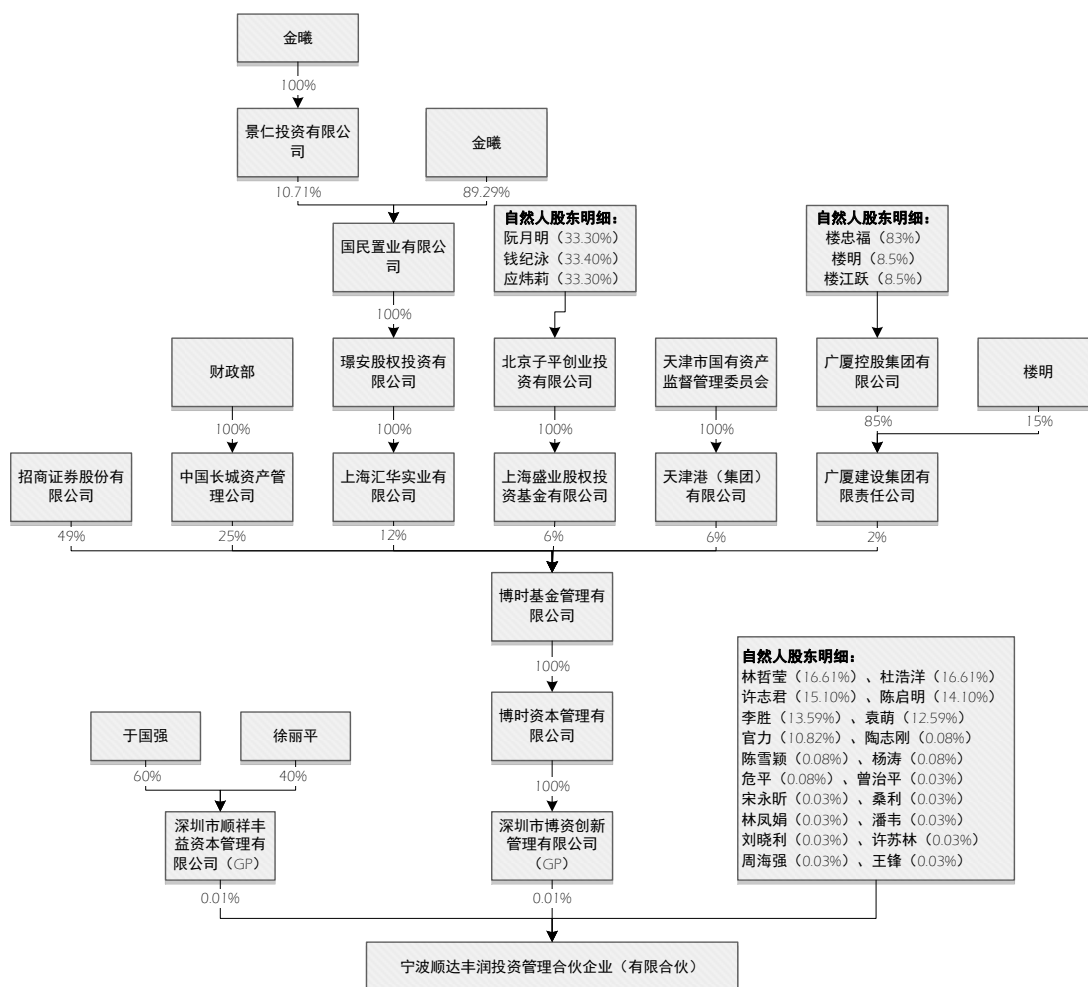 金曦
100%
景仁投资有限公
司
金曦
10.71%
89.29%
国民置业有限公
司
自然人股东明细：
阮月明（33.30%）
钱纪泳（33.40%）
应炜莉（33.30%）
自然人股东明细：
楼忠福（83%）
楼明（8.5%）
楼江跃（8.5%）
100%
财政部
璟安股权投资有
限公司
北京子平创业投
资有限公司
天津市国有资产
监督管理委员会
广厦控股集团有
限公司
楼明
100%
100%
100%
100%
85%
15%
招商证券股份有
限公司
中国长城资产管
理公司
上海汇华实业有
限公司
上海盛业股权投
资基金有限公司
天津港（集团）
有限公司
广厦建设集团有
限责任公司
49%
25%
12%
6%
6%
2%
博时基金管理有
限公司
100%
博时资本管理有
限公司
100%
自然人股东明细：
林哲莹（16.61%）、杜浩洋（16.61%）
许志君（15.10%）、陈启明（14.10%）
李胜（13.59%）、袁萌（12.59%）
官力（10.82%）、陶志刚（0.08%）
陈雪颖（0.08%）、杨涛（0.08%）
危平（0.08%）、曾治平（0.03%）
宋永昕（0.03%）、桑利（0.03%）
林凤娟（0.03%）、潘韦（0.03%）
刘晓利（0.03%）、许苏林（0.03%）
周海强（0.03%）、王锋（0.03%）
于国强
徐丽平
60%
40%
深圳市顺祥丰
益资本管理有
限公司（GP）
深圳市博资创新
管理有限公司
（GP）
0.01%
0.01%
宁波顺达丰润投资管理合伙企业（有限合伙）